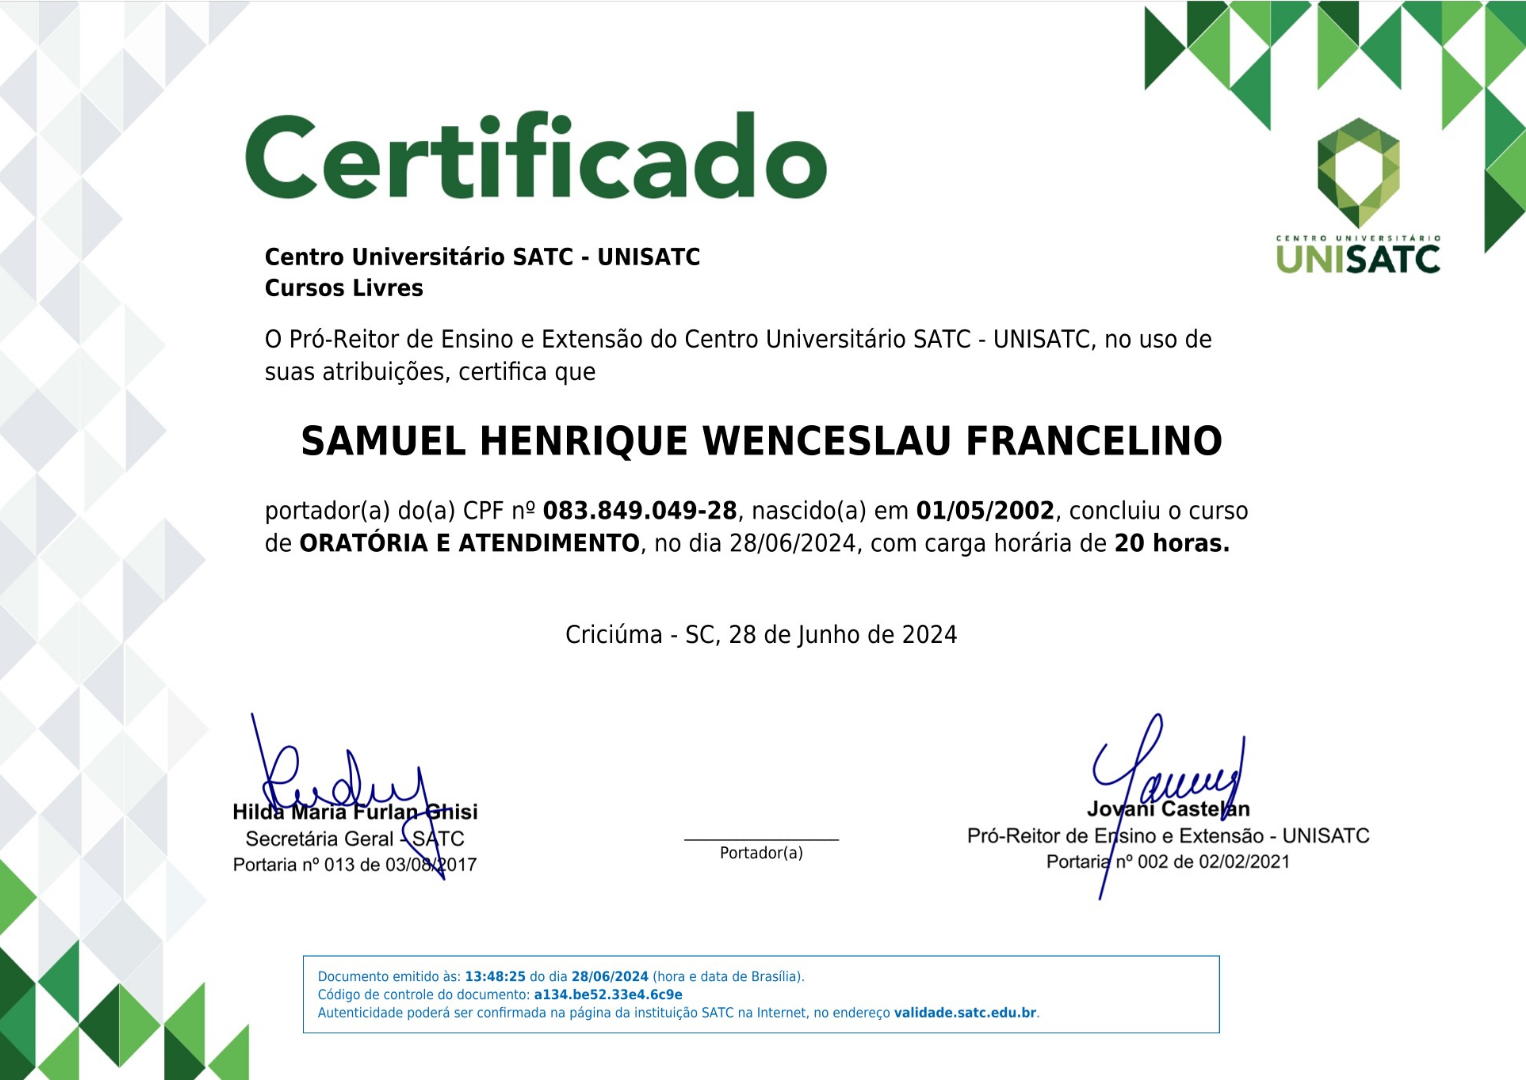 Certificado
CENTRO UNIVERSITÁRIO
UNISATC
Centro Universitário SATC - UNISATC
Cursos Livres
O Pró-Reitor de Ensino e Extensão do Centro Universitário SATC - UNISATC, no uso de
suas atribuições, certifica que
SAMUEL HENRIQUE WENCESLAU FRANCELINO
portador(a) do(a) CPF nº 083.849.049-28, nascido(a) em 01/05/2002, concluiu o curso
de ORATÓRIA E ATENDIMENTO, no dia 28/06/2024, com carga horária de 20 horas.
Criciúma - SC, 28 de Junho de 2024
Hilda Maria Furlan Ghisi
Secretária Geral - SATC
Portaria nº 013 de 03/08/2017
Portador(a)
Jovani Castelan
Pró-Reitor de Ensino e Extensão - UNISATC
Portaria nº 002 de 02/02/2021
Documento emitido às: 13:48:25 do dia 28/06/2024 (hora e data de Brasília).
Código de controle do documento: a134.be52.33e4.6c9e
Autenticidade poderá ser confirmada na página da instituição SATC na Internet, no endereço validade.satc.edu.br.